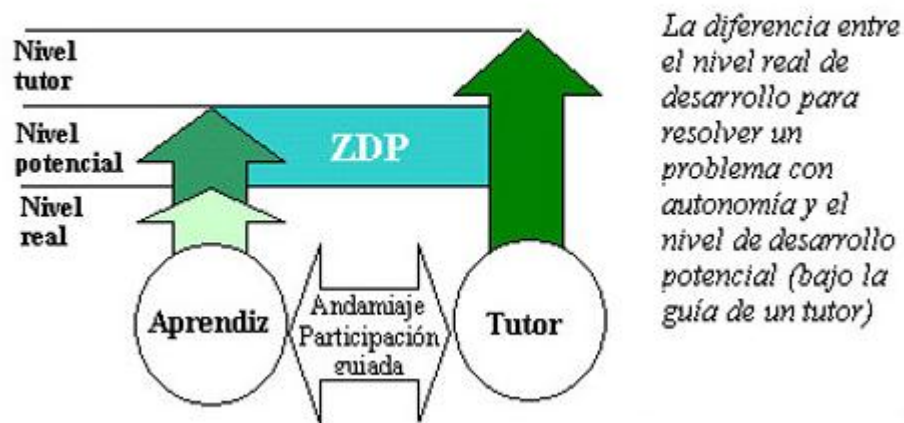 Nivel
tutor
Nivel
potencial
Nivel
real
ZDP
Aprendiz
Andamiaje
Participación
guiada
Tutor
La diferencia entre
el nivel real de
desarrollo para
resolver un
problema con
autonomía y el
nivel de desarrollo
potencial (bajo la
guía de un tutor)